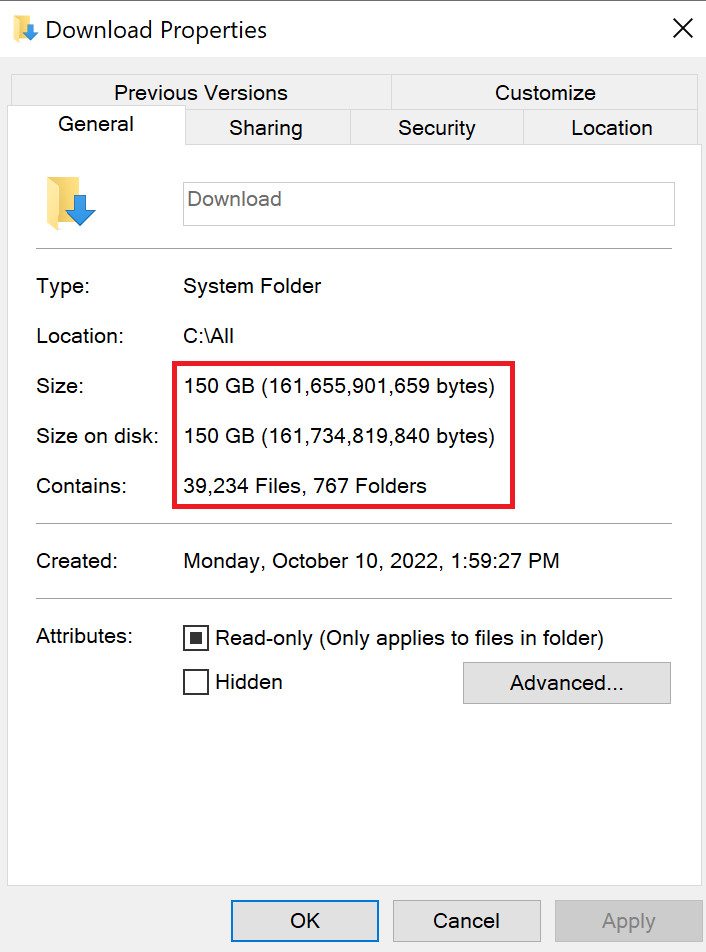 Download Properties
Previous Versions
Customize
General
Sharing
Security
Location
Download
Type: System Folder
Location: C:\All
Size: 150 GB (161,655,901,659 bytes)
Size on disk: 150 GB (161,734,819,840 bytes)
Contains: 39,234 Files, 767 Folders
Created: Monday, October 10, 2022, 1:59:27 PM
Attributes: Read-only (Only applies to files in folder)
Hidden
Advanced...
OK
Cancel
Apply